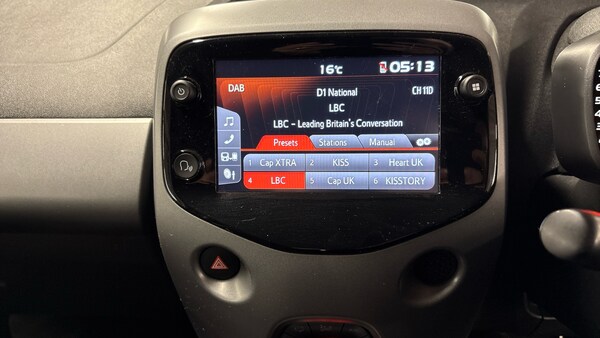 16°C 05:13
DAB D1 National CH 11D
LBC
LBC – Leading Britain's Conversation
Presets Stations Manual
1 Cap XTRA 2 KISS 3 Heart UK
4 LBC 5 Cap UK 6 KISSTORY